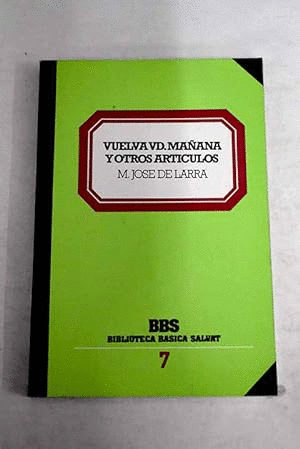 VUELVA VD. MAÑANA
Y OTROS ARTICULOS
M. JOSE DE LARRA
BBS
BIBLIOTECA BASICA SALVAT
7